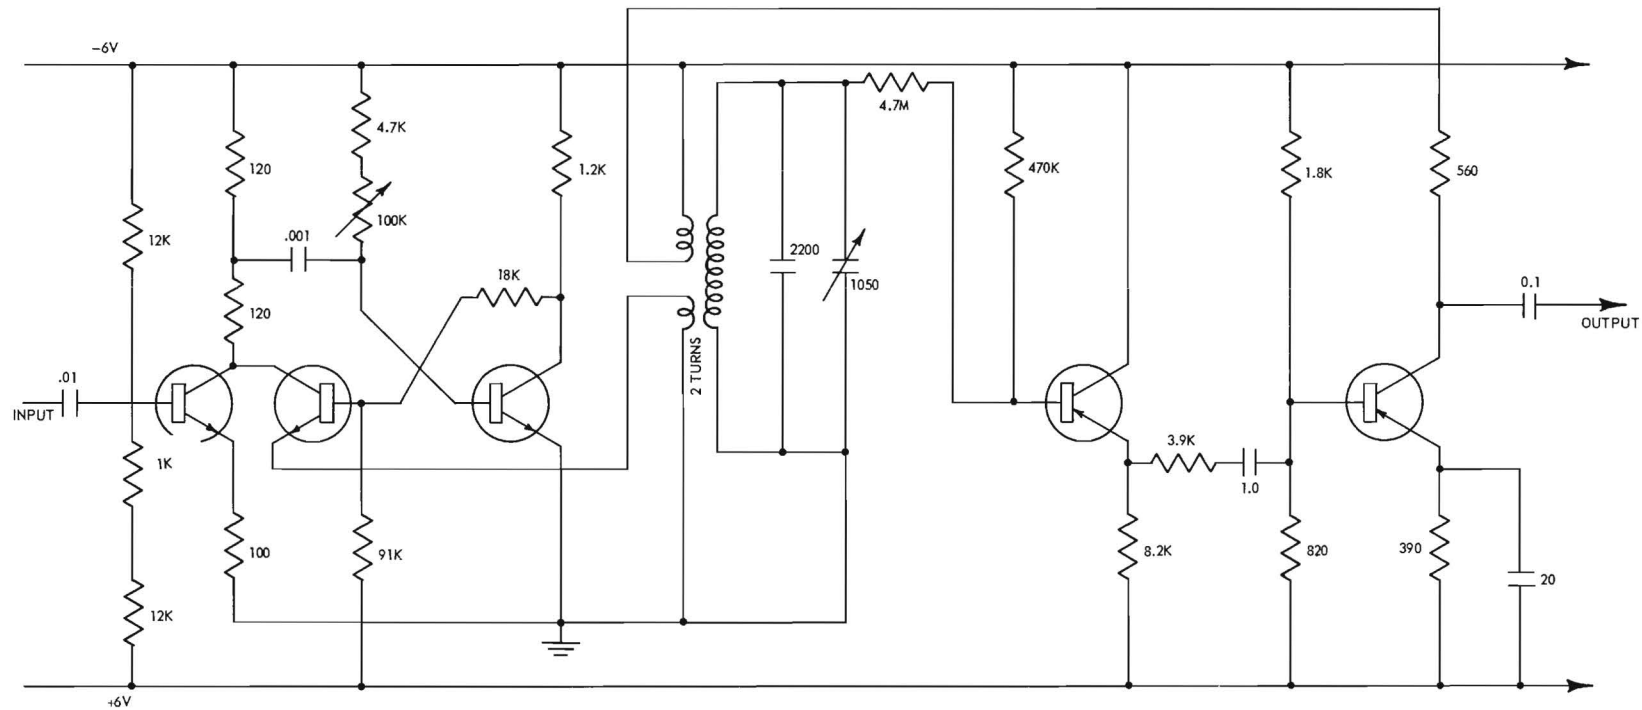 -6V
4.7K
4.7M
120
1.2K
470K
1.8K
560
100K
12K
.001
2200
1050
18K
0.1
120
OUTPUT
2 TURNS
.01
INPUT
3.9K
1K
1.0
100
91K
8.2K
820
390
20
12K
+6V